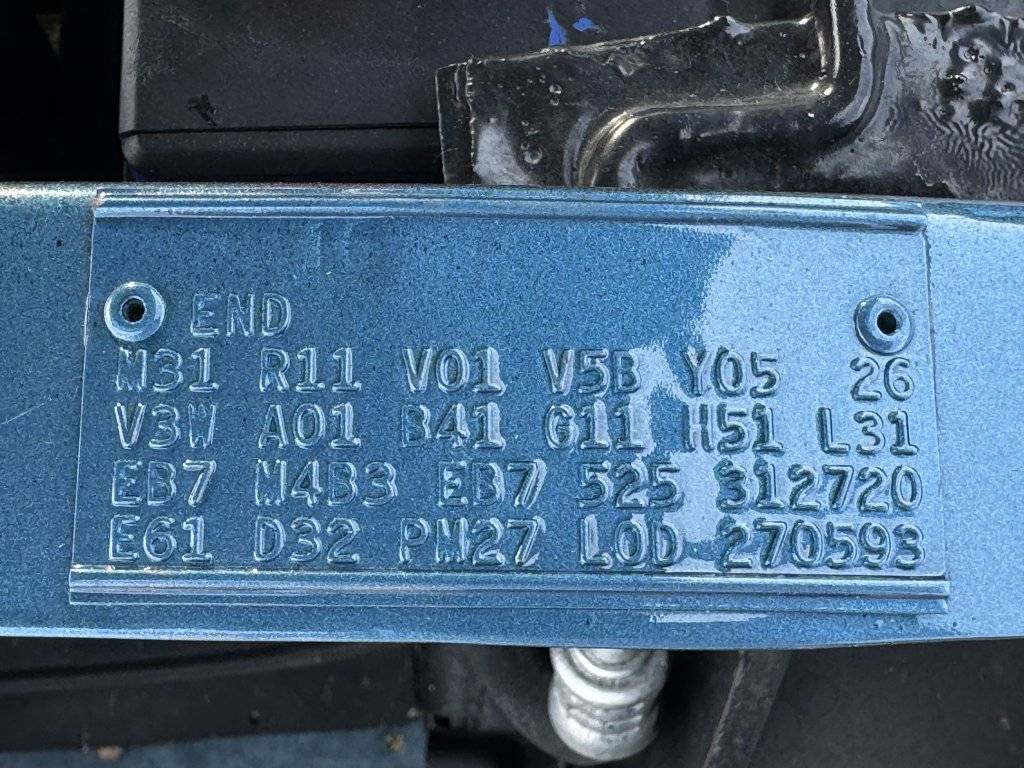 END
M31 R11 V01 V5B Y05 26
V3W A01 B41 G11 H51 L31
EB7 M4B3 EB7 525 312720
E61 D32 PM27 L0D 270593